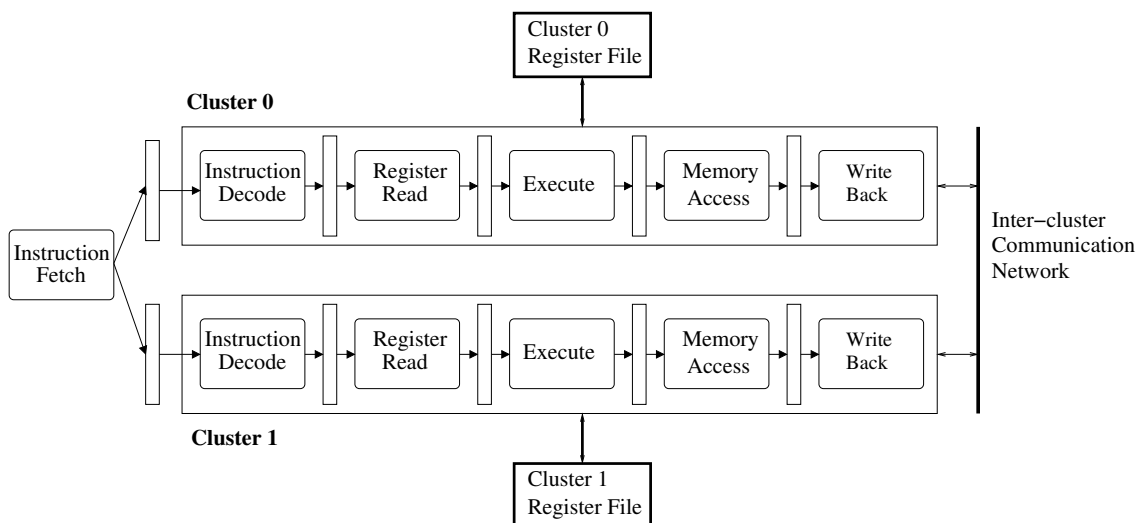 Cluster 0
Register File
Cluster 0
Instruction
Decode
Register
Read
Execute
Memory
Access
Write
Back
Instruction
Fetch
Inter−cluster
Communication
Network
Instruction
Decode
Register
Read
Execute
Memory
Access
Write
Back
Cluster 1
Cluster 1
Register File